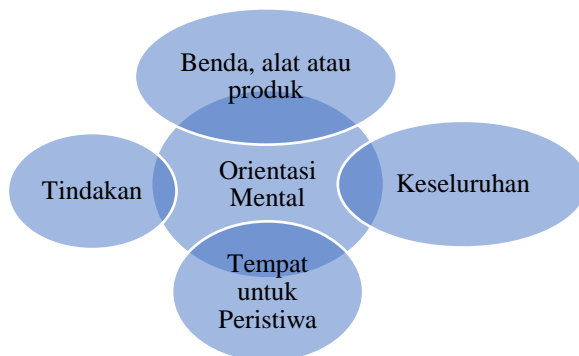 Benda, alat atau
produk
Tindakan
Orientasi
Mental
Keseluruhan
Tempat
untuk
Peristiwa